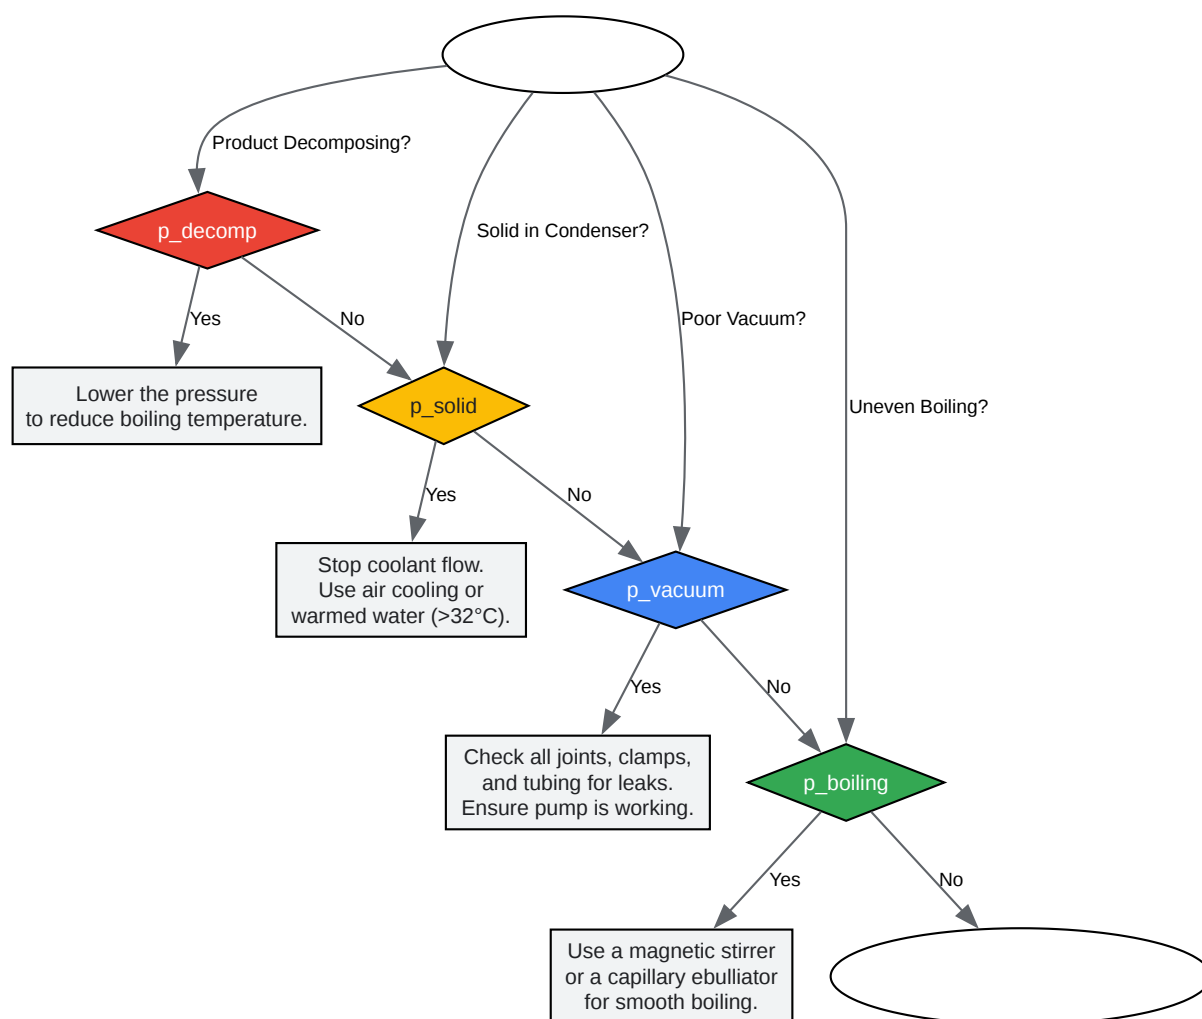 Product Decomposing?
p_decomp
Solid in Condenser?
Yes
No
Poor Vacuum?
Lower the pressure
to reduce boiling temperature.
p_solid
Uneven Boiling?
Yes
No
Stop coolant flow.
Use air cooling or
warmed water (>32°C).
p_vacuum
Yes
No
Check all joints, clamps,
and tubing for leaks.
Ensure pump is working.
p_boiling
Yes
No
Use a magnetic stirrer
or a capillary ebulliator
for smooth boiling.